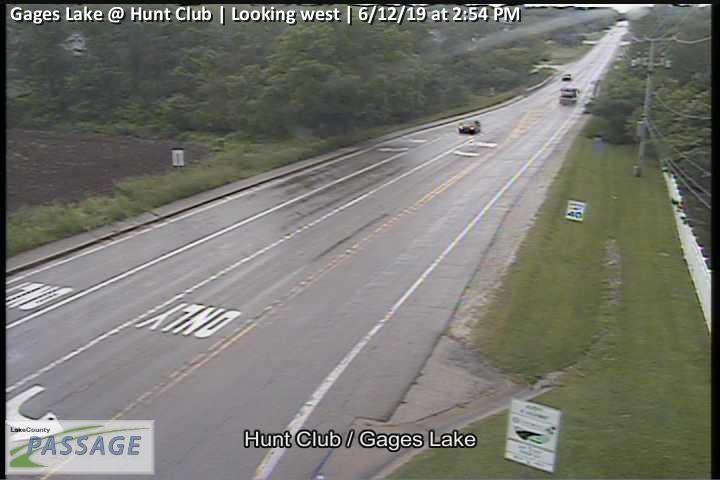 Gages Lake @ Hunt Club | Looking west | 6/12/19 at 2:54 PM
40
ONLY
LakeCounty
PASSAGE
Hunt Club / Gages Lake